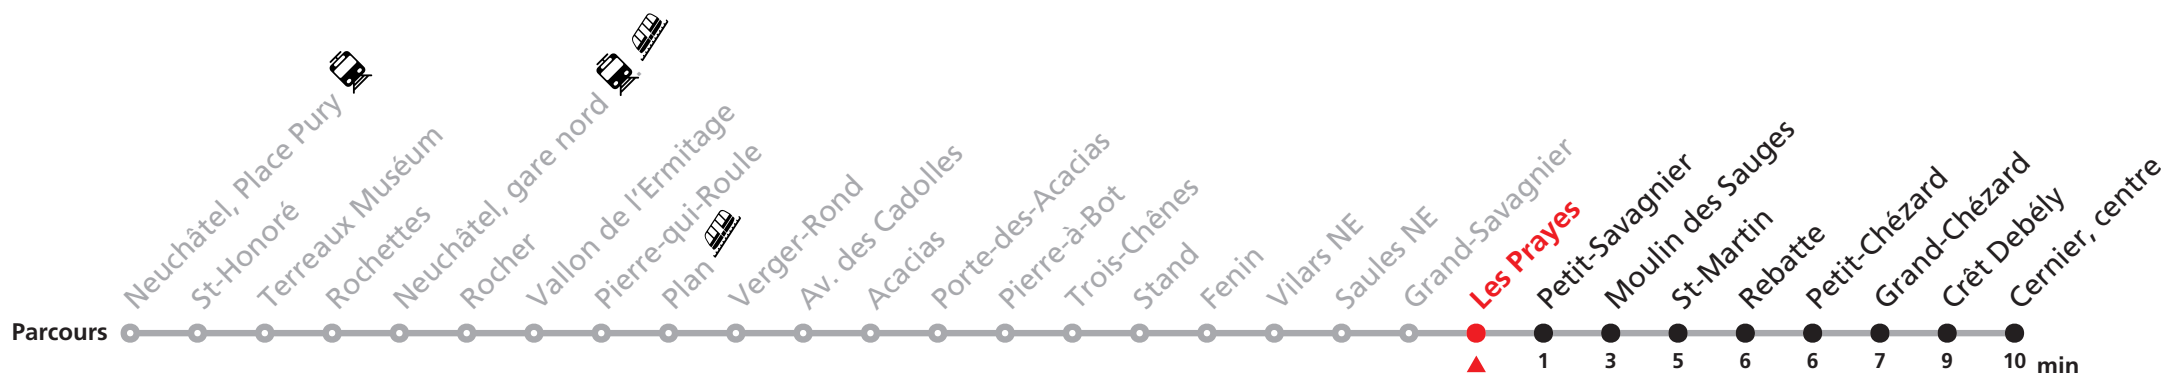 Neuchâtel, Place Pury
St-Honoré
Terreaux Muséum
Rochettes
Neuchâtel, gare nord
Rocher
Vallon de l'Ermitage
Pierre-qui-Roule
Plan
Verger-Rond
Av. des Cadolles
Acacias
Porte-des-Acacias
Pierre-à-Bot
Trois-Chênes
Stand
Fenin
Vilars NE
Saules NE
Grand-Savagnier
Les Prayes
Petit-Savagnier
Moulin des Sauges
St-Martin
Rebatte
Petit-Chézard
Grand-Chézard
Crêt Debély
Cernier, centre
Parcours
1 3 5 6 6 7 9 10 min